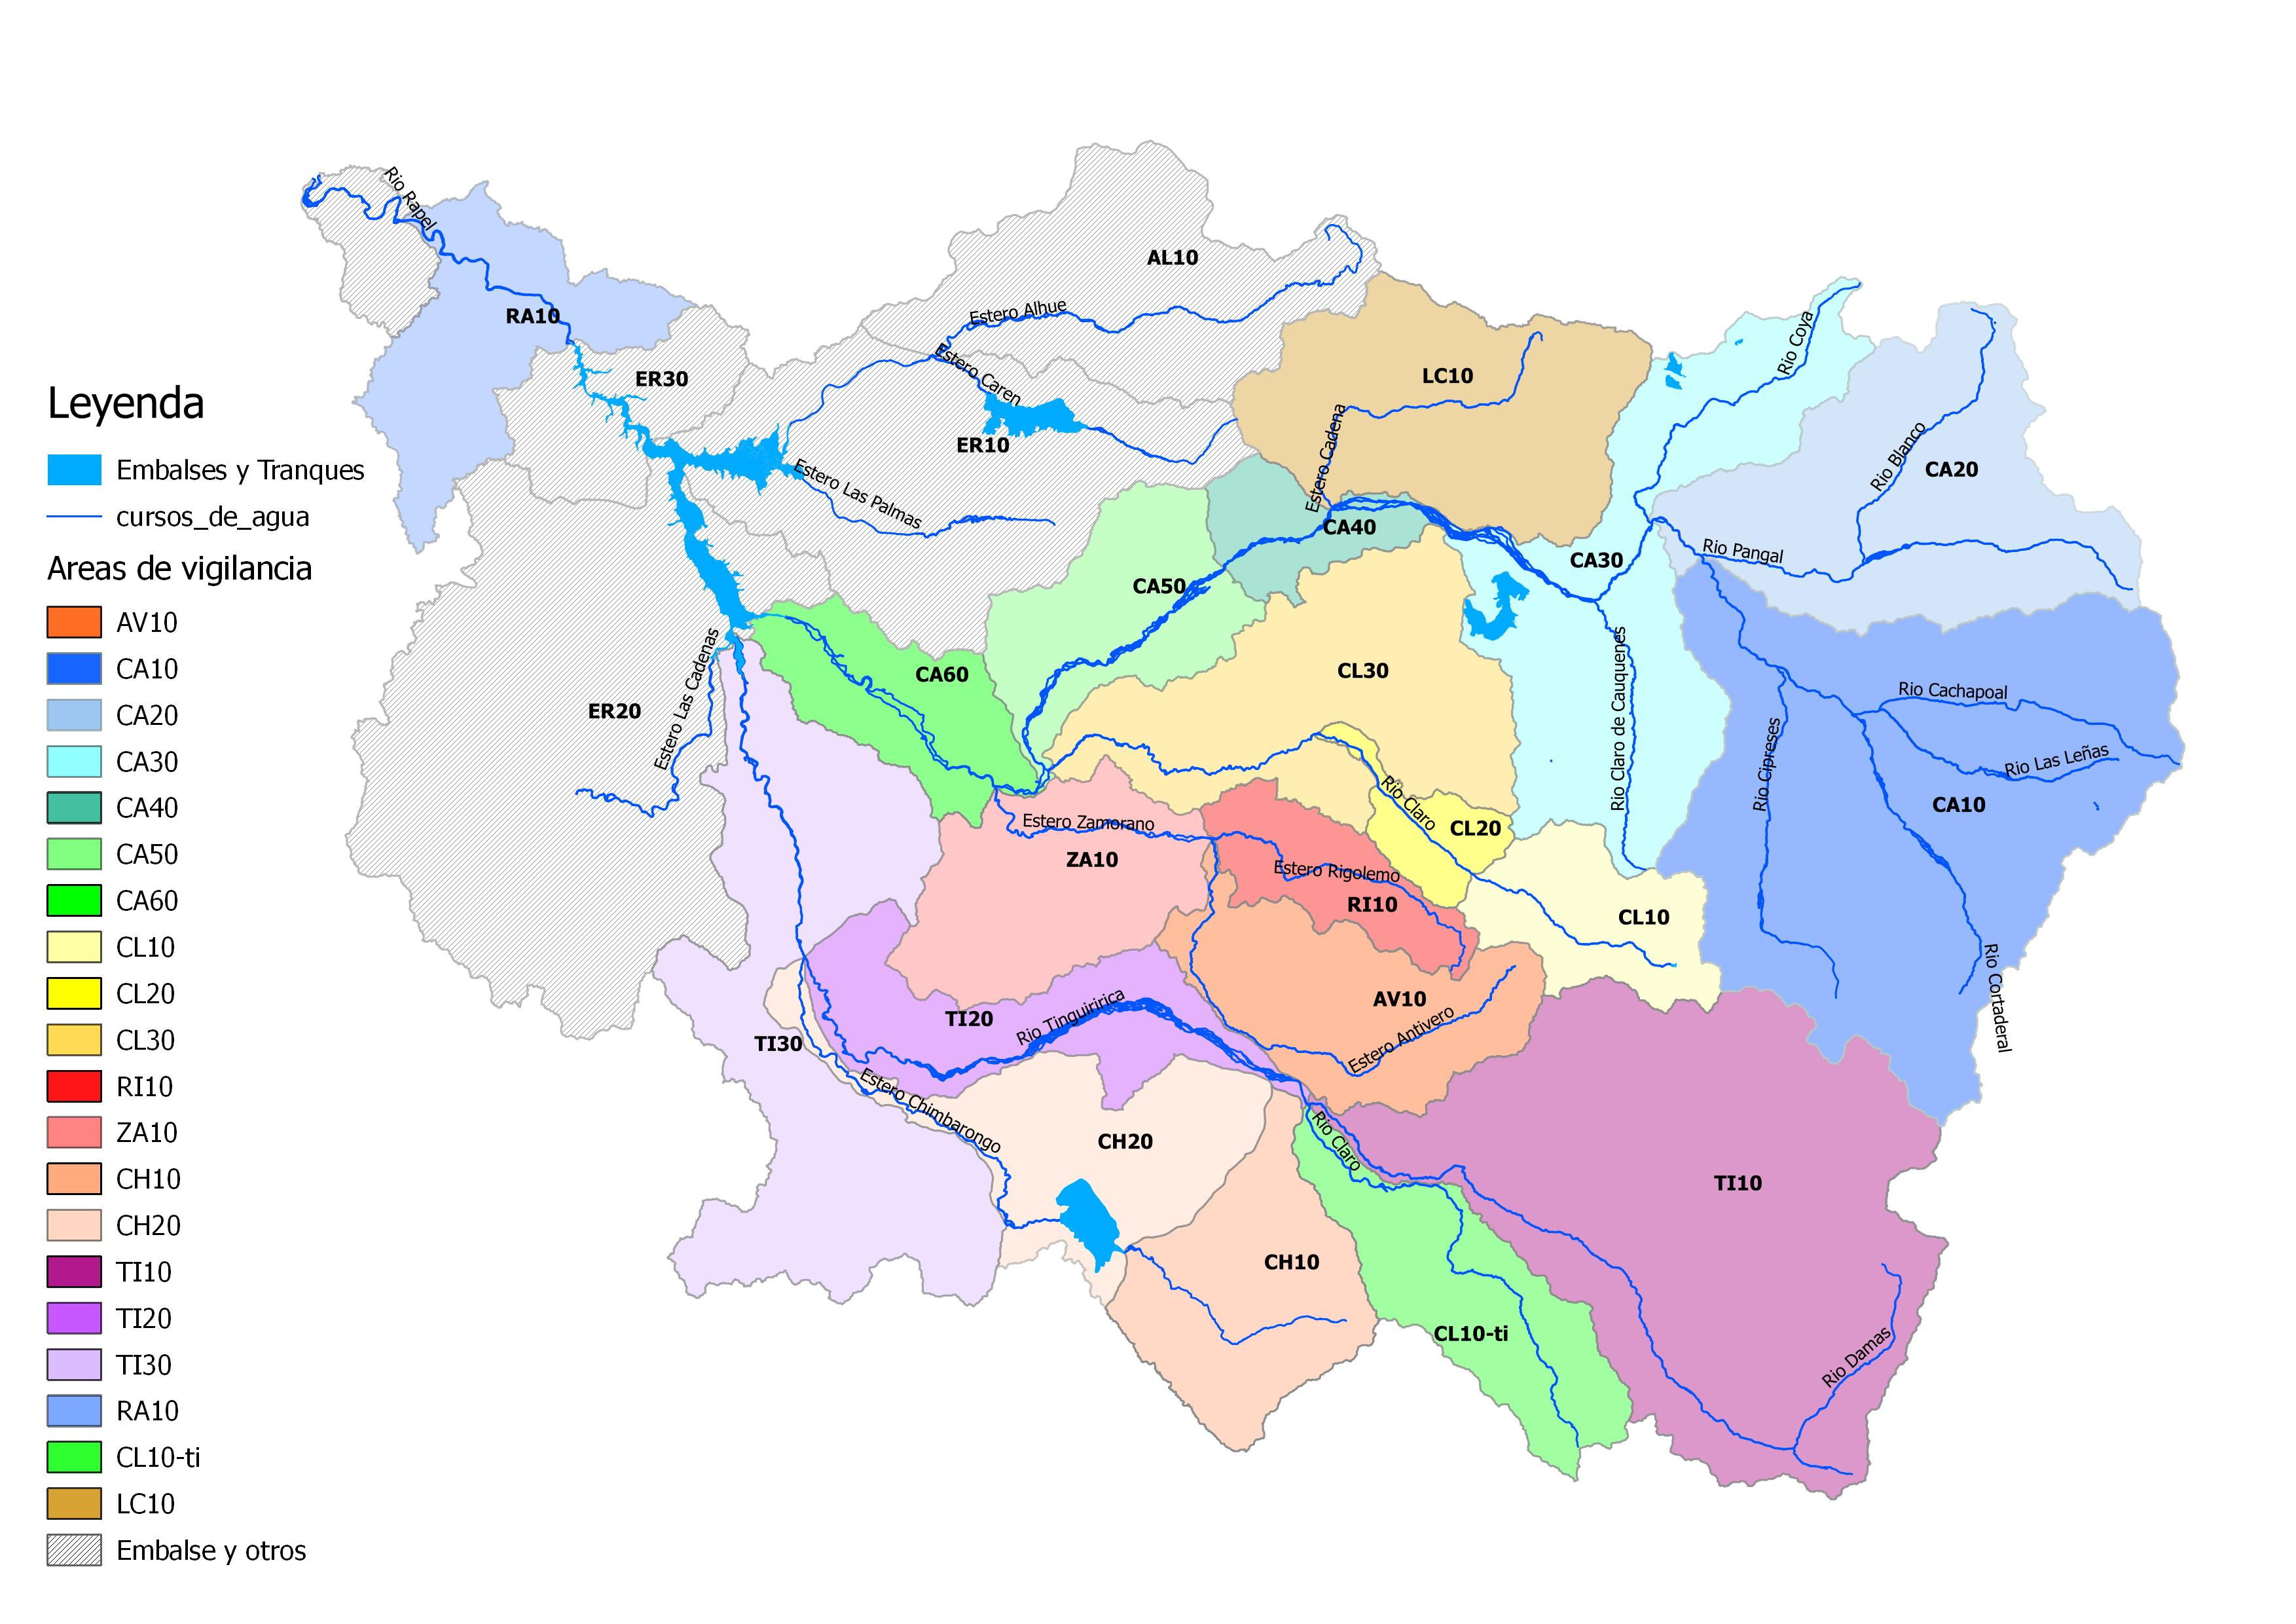 Leyenda
Embalses y Tranques
cursos_de_agua
Areas de vigilancia
AV10
CA10
CA20
CA30
CA40
CA50
CA60
CL10
CL20
CL30
RI10
ZA10
CH10
CH20
TI10
TI20
TI30
RA10
CL10-ti
LC10
Embalse y otros
Rio Rapel
RA10
ER30
AL10
Estero Alhue
Estero Caren
ER10
Estero Las Palmas
LC10
Estero Cadena
Rio Coya
Rio Blanco
CA20
CA40
CA30
Rio Pangal
CA50
CA60
CL30
ER20
Estero Las Cadenas
Rio Claro de Cauquenes
Rio Cipreses
Rio Cachapoal
Rio Las Leñas
CA10
Rio Claro
CL20
Estero Zamorano
ZA10
Estero Rigolemo
RI10
CL10
Rio Cortaderal
AV10
Estero Antivero
TI20
Rio Tinguiririca
TI30
Estero Chimbarongo
CH20
Rio Claro
TI10
CH10
CL10-ti
Rio Damas